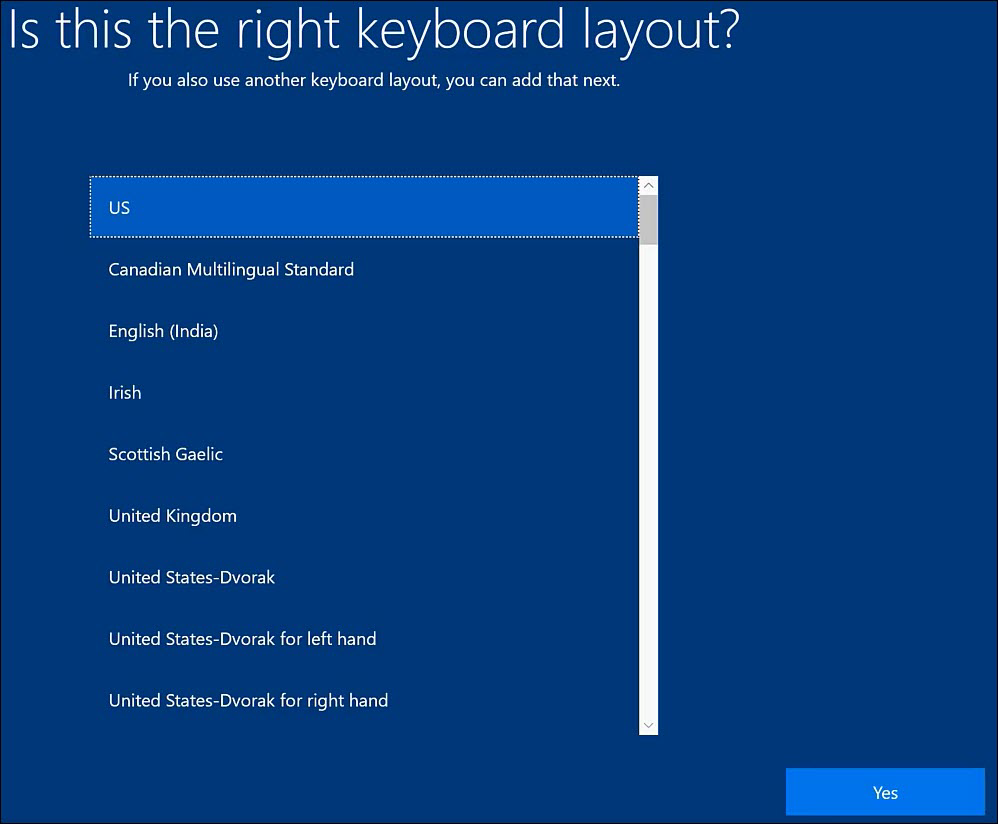 Is this the right keyboard layout?
If you also use another keyboard layout, you can add that next.
US
Canadian Multilingual Standard
English (India)
Irish
Scottish Gaelic
United Kingdom
United States-Dvorak
United States-Dvorak for left hand
United States-Dvorak for right hand
Yes